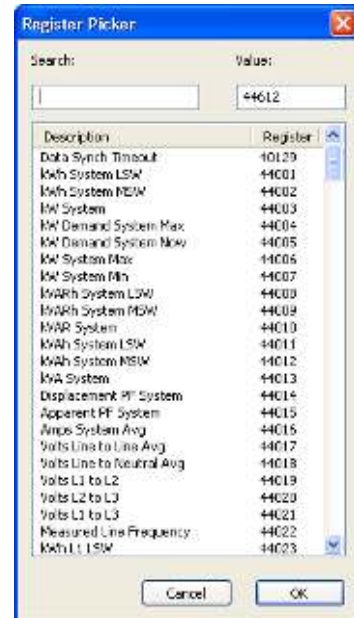 Register Picker
Search: Value:
44612
Description Register
Data Synch Timeout 40129
kWh System LSW 44001
kWh System MSW 44002
kW System 44003
kW Demand System Max 44004
kW Demand System Now 44005
kW System Max 44006
kW System Min 44007
kVARh System LSW 44008
kVARh System MSW 44009
kVAR System 44010
kVAh System LSW 44011
kVAh System MSW 44012
kVA System 44013
Displacement PF System 44014
Apparent PF System 44015
Amps System Avg 44016
Volts Line to Line Avg 44017
Volts Line to Neutral Avg 44018
Volts L1 to L2 44019
Volts L2 to L3 44020
Volts L1 to L3 44021
Measured Line Frequency 44022
kWh L1 LSW 44023
Cancel OK